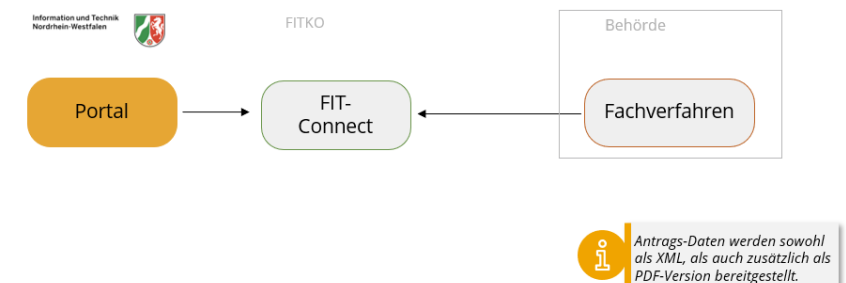 Information und Technik
Nordrhein-Westfalen
FITKO
Behörde
Portal
FIT-
Connect
Fachverfahren
Antrags-Daten werden sowohl
als XML, als auch zusätzlich als
PDF-Version bereitgestellt.